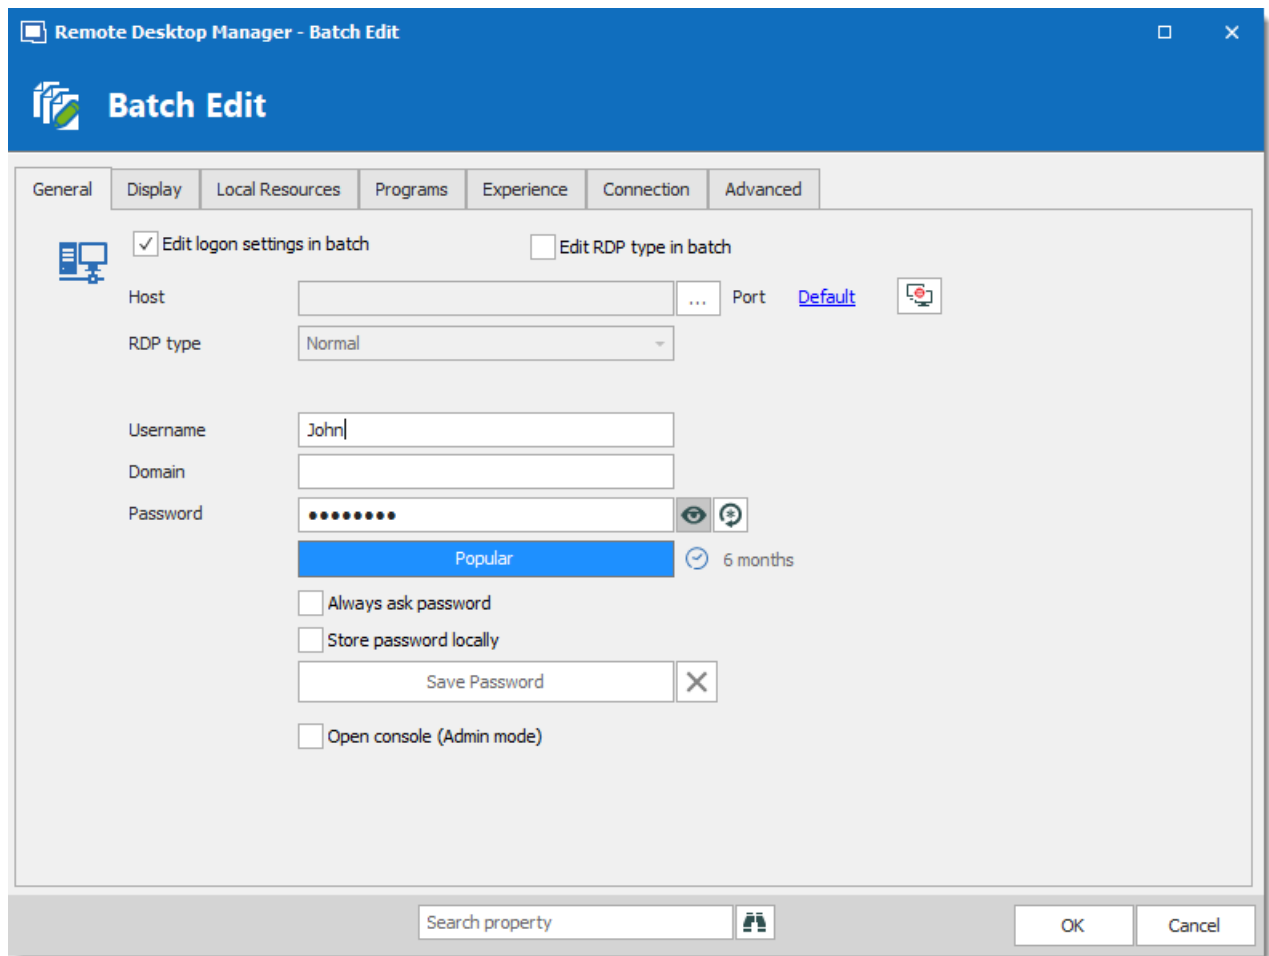 Remote Desktop Manager - Batch Edit
Batch Edit
General Display Local Resources Programs Experience Connection Advanced
Edit logon settings in batch Edit RDP type in batch
Host ... Port Default
RDP type Normal
Username John
Domain
Password ●●●●●●●●
Popular 6 months
Always ask password
Store password locally
Save Password
Open console (Admin mode)
Search property OK Cancel